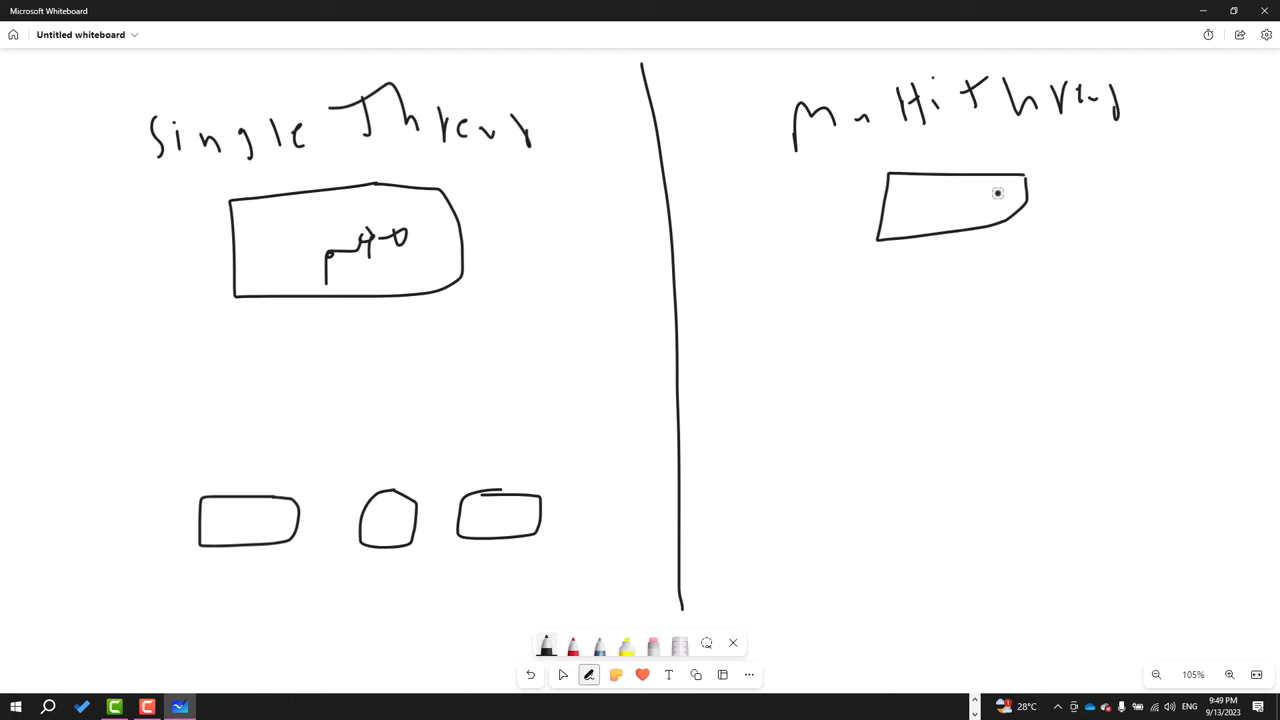 Microsoft Whiteboard
Untitled whiteboard
Single Thread
Multithread
105%
28°C
ENG
9:49 PM
9/13/2023